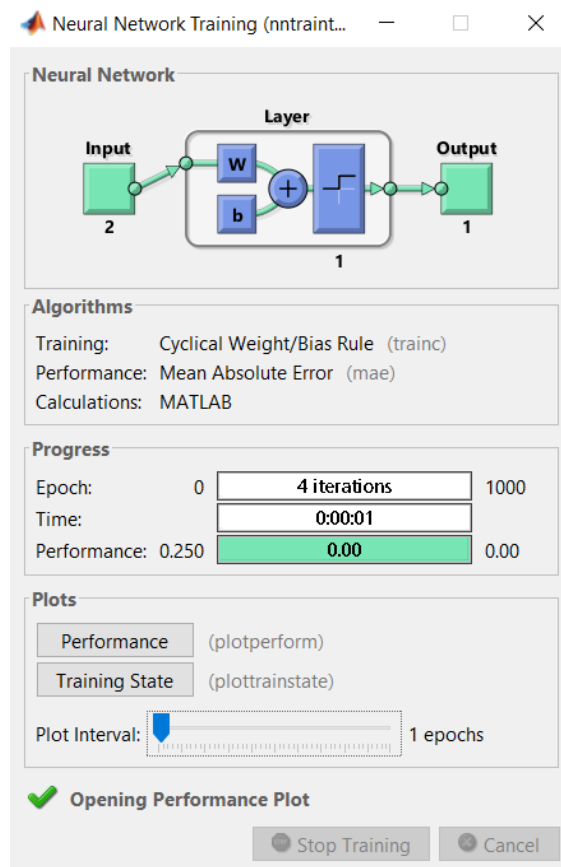 Neural Network Training (nntraint...
Neural Network
Layer
Input
Output
W
b
+
2
1
1
Algorithms
Training: Cyclical Weight/Bias Rule (trainc)
Performance: Mean Absolute Error (mae)
Calculations: MATLAB
Progress
Epoch: 0 4 iterations 1000
Time: 0:00:01
Performance: 0.250 0.00 0.00
Plots
Performance (plotperform)
Training State (plottrainstate)
Plot Interval: 1 epochs
Opening Performance Plot
Stop Training Cancel